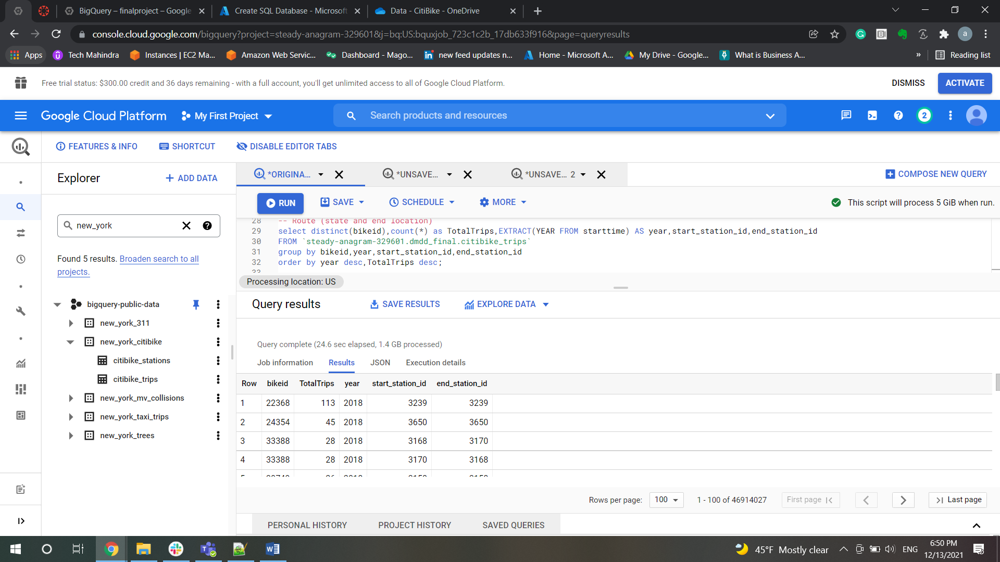 BigQuery – finalproject – Google
Create SQL Database - Microsoft
Data - CitiBike - OneDrive
console.cloud.google.com/bigquery?project=steady-anagram-329601&j=bq:US:bquxjob_723c1c2b_17db633f916&page=queryresults
Apps
Tech Mahindra
Instances | EC2 Ma...
Amazon Web Servic...
Dashboard - Mago...
new feed updates n...
Home - Microsoft A...
My Drive - Google...
What is Business A...
»
Reading list
Free trial status: $300.00 credit and 36 days remaining - with a full account, you'll get unlimited access to all of Google Cloud Platform.
DISMISS
ACTIVATE
Google Cloud Platform
My First Project
Search products and resources
2
a
FEATURES & INFO
SHORTCUT
DISABLE EDITOR TABS
Explorer
+ ADD DATA
*ORIGINA...
*UNSAVE...
*UNSAVE... 2
COMPOSE NEW QUERY
RUN
SAVE
SCHEDULE
MORE
This script will process 5 GiB when run.
new_york
Found 5 results. Broaden search to all
projects.
bigquery-public-data
new_york_311
new_york_citibike
citibike_stations
citibike_trips
new_york_mv_collisions
new_york_taxi_trips
new_york_trees
28 -- Route (state and end location)
29 select distinct(bikeid),count(*) as TotalTrips,EXTRACT(YEAR FROM starttime) AS year,start_station_id,end_station_id
30 FROM `steady-anagram-329601.dmdd_final.citibike_trips`
31 group by bikeid,year,start_station_id,end_station_id
32 order by year desc,TotalTrips desc;
33
Processing location: US
Query results
SAVE RESULTS
EXPLORE DATA
Query complete (24.6 sec elapsed, 1.4 GB processed)
Job information
Results
JSON
Execution details
Row bikeid TotalTrips year start_station_id end_station_id
1 22368 113 2018 3239 3239
2 24354 45 2018 3650 3650
3 33388 28 2018 3168 3170
4 33388 28 2018 3170 3168
Rows per page:
100
1 - 100 of 46914027
First page
Last page
PERSONAL HISTORY
PROJECT HISTORY
SAVED QUERIES
45°F Mostly clear
ENG
6:50 PM
12/13/2021